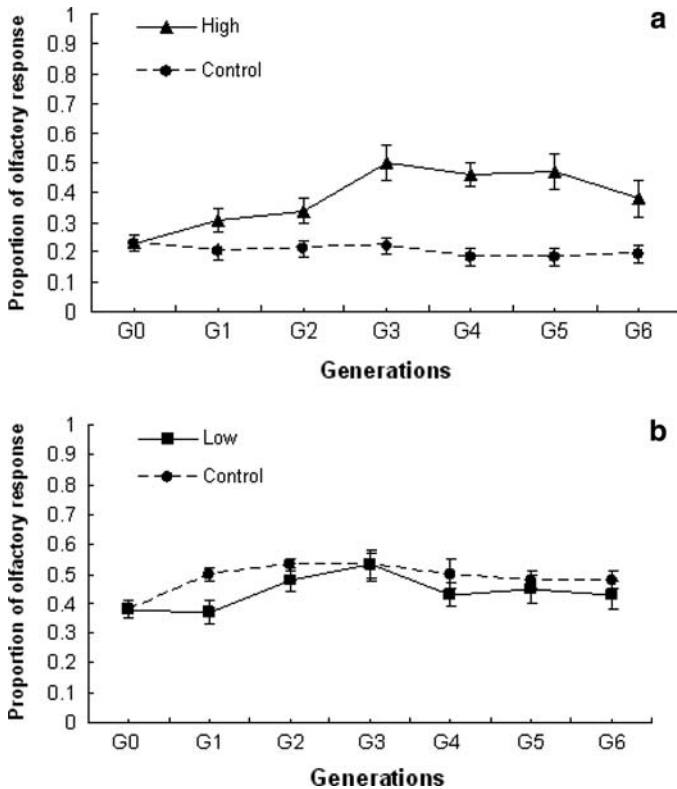 a
High
Control
Proportion of olfactory response
1
0.9
0.8
0.7
0.6
0.5
0.4
0.3
0.2
0.1
0
G0 G1 G2 G3 G4 G5 G6
Generations
b
Low
Control
Proportion of olfactory response
1
0.9
0.8
0.7
0.6
0.5
0.4
0.3
0.2
0.1
0
G0 G1 G2 G3 G4 G5 G6
Generations